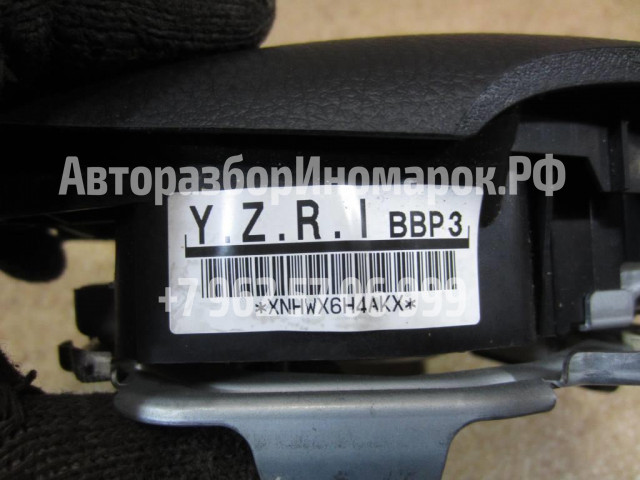 АвторазборИномарок.РФ
Y.Z.R.I BBP3
*XNHWX6H4AKX*